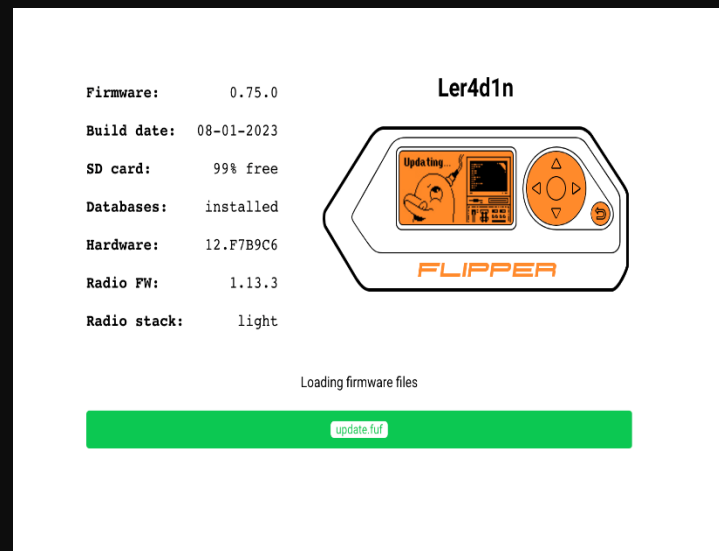 Ler4d1n
Firmware: 0.75.0
Build date: 08-01-2023
SD card: 99% free
Databases: installed
Hardware: 12.F7B9C6
Radio FW: 1.13.3
Radio stack: light
Updating...
FLIPPER
Loading firmware files
update.fuf